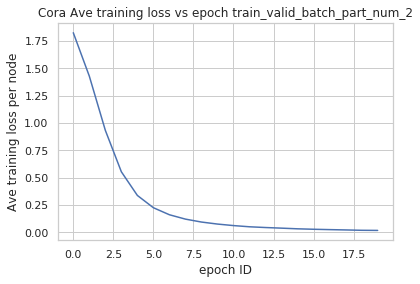 Cora Ave training loss vs epoch train_valid_batch_part_num_2
Ave training loss per node
1.75
1.50
1.25
1.00
0.75
0.50
0.25
0.00
0.0 2.5 5.0 7.5 10.0 12.5 15.0 17.5
epoch ID